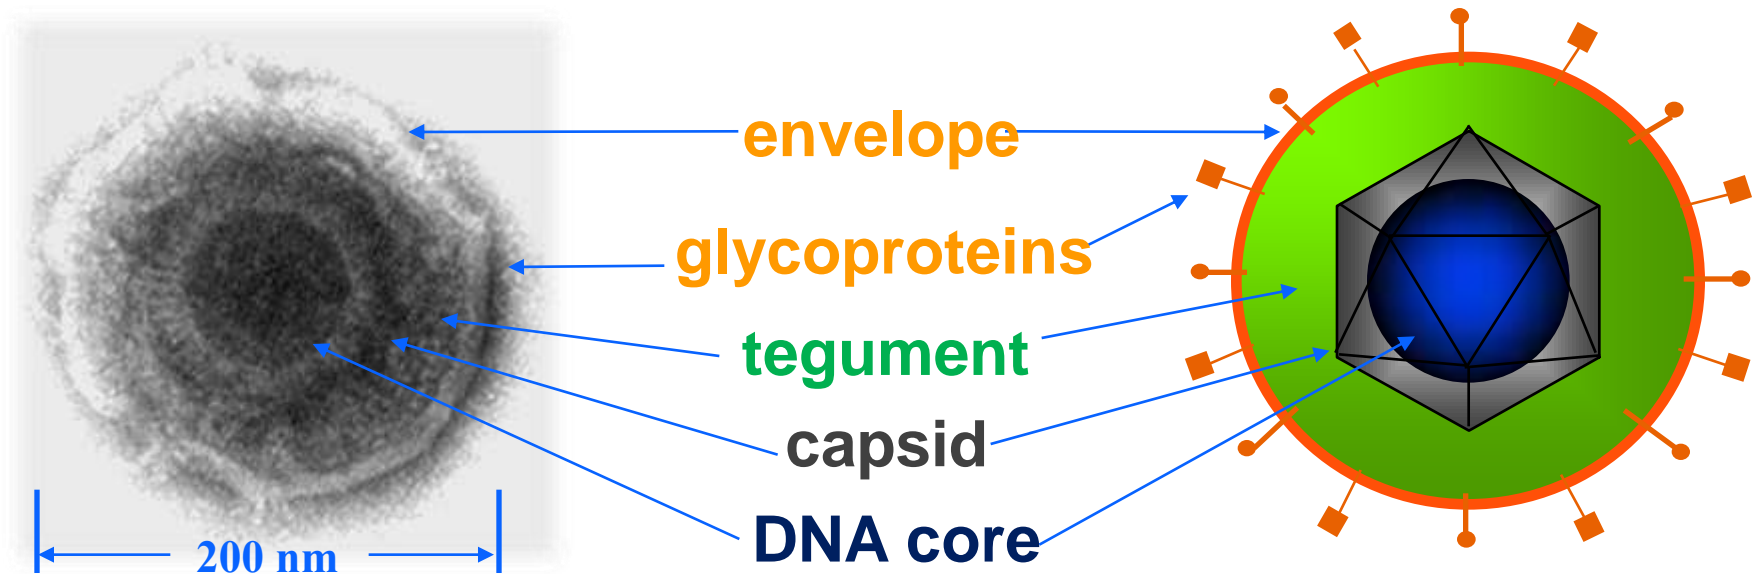 envelope
glycoproteins
tegument
capsid
DNA core
200 nm